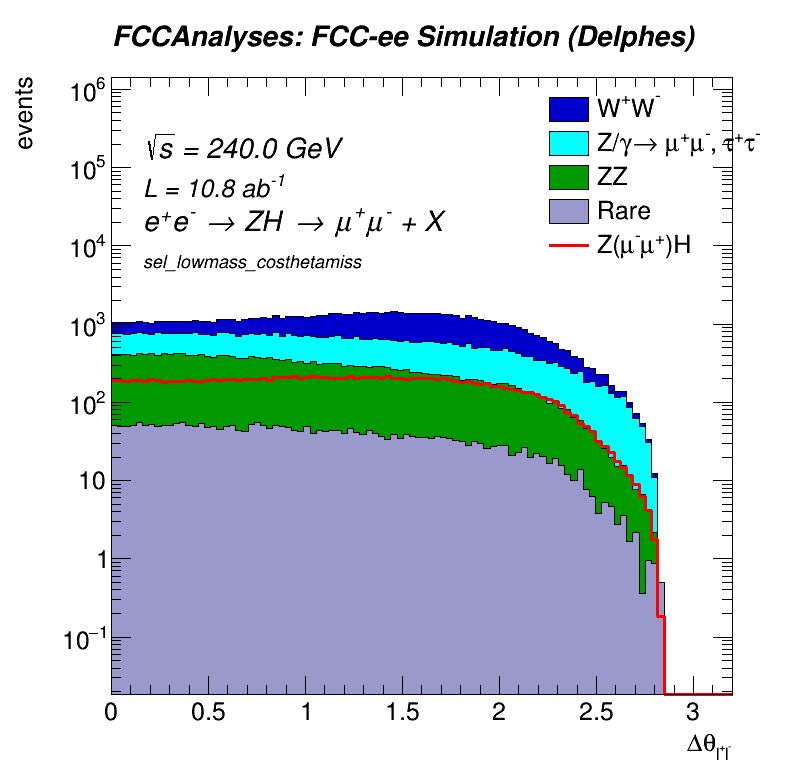 FCCAnalyses: FCC-ee Simulation (Delphes)
events
10⁶
10⁵
10⁴
10³
10²
10
1
10⁻¹
√s = 240.0 GeV
L = 10.8 ab⁻¹
e⁺e⁻ → ZH → μ⁺μ⁻ + X
sel_lowmass_costhetamiss
W⁺W⁻
Z/γ→ μ⁺μ⁻, τ⁺τ⁻
ZZ
Rare
Z(μ⁻μ⁺)H
0 0.5 1 1.5 2 2.5 3
Δθ_l⁺l⁻